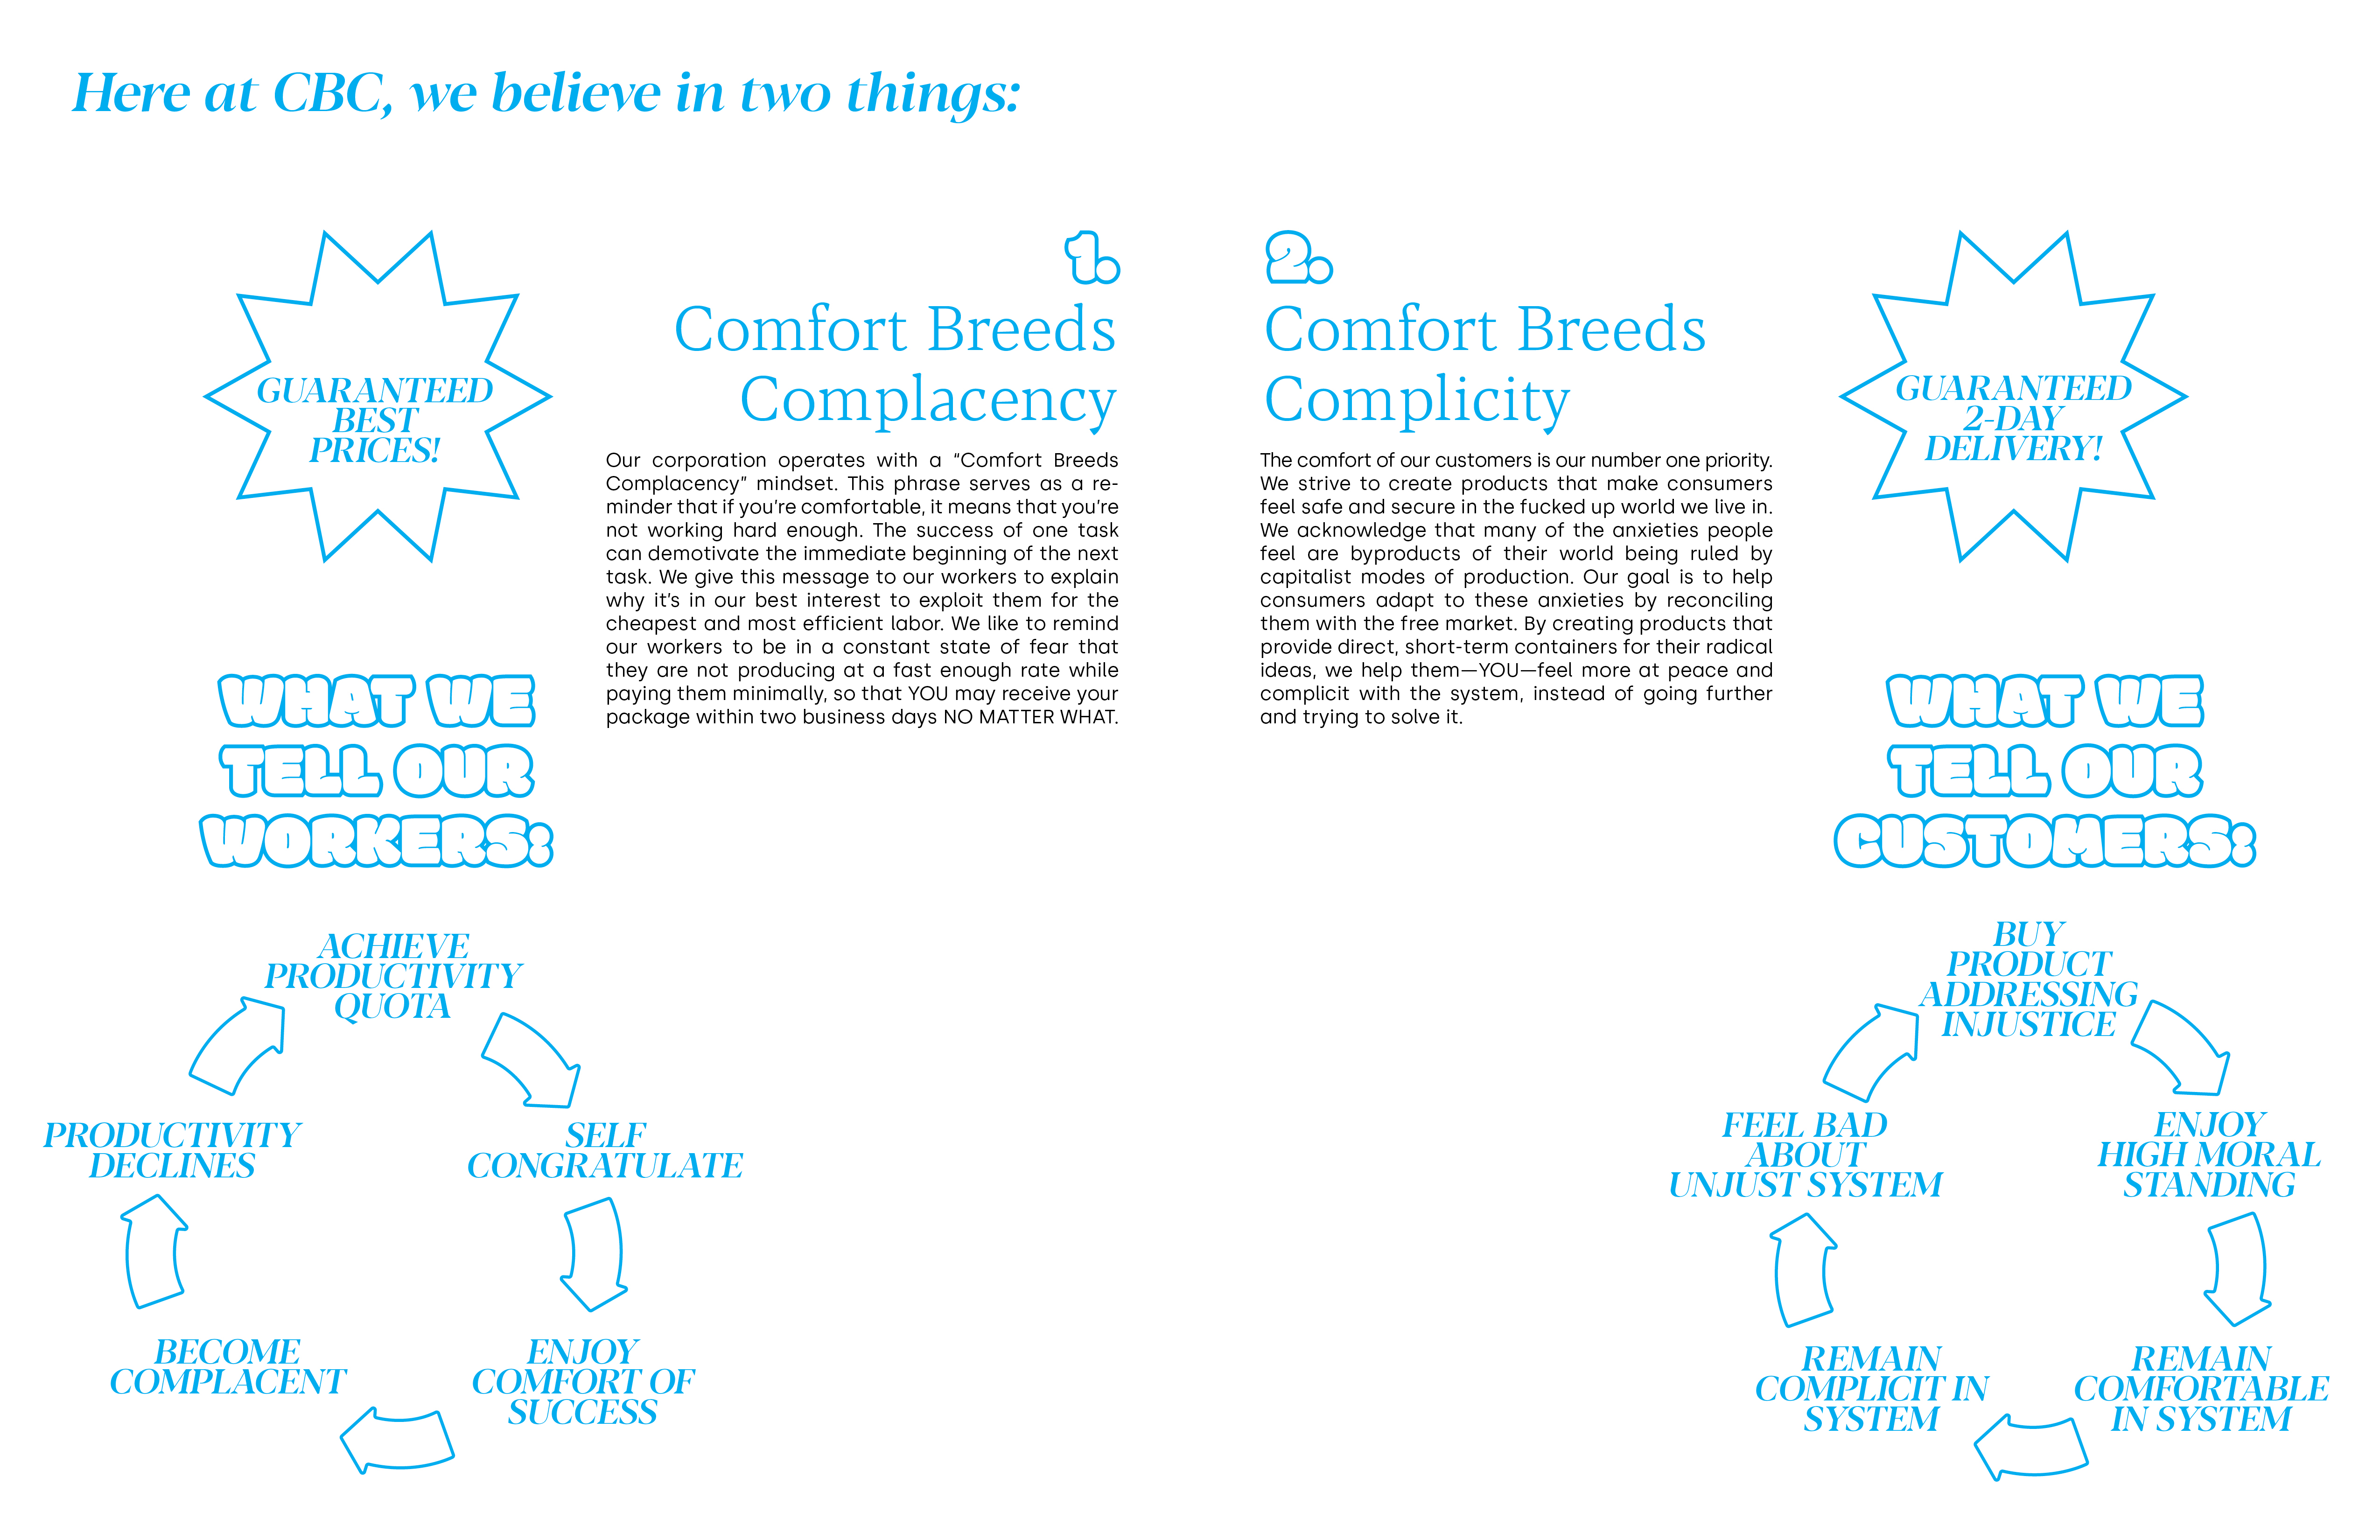 Here at CBC, we believe in two things:
GUARANTEED
BEST
PRICES!
1.
Comfort Breeds
Complacency
Our corporation operates with a “Comfort Breeds
Complacency” mindset. This phrase serves as a re-
minder that if you’re comfortable, it means that you’re
not working hard enough. The success of one task
can demotivate the immediate beginning of the next
task. We give this message to our workers to explain
why it’s in our best interest to exploit them for the
cheapest and most efficient labor. We like to remind
our workers to be in a constant state of fear that
they are not producing at a fast enough rate while
paying them minimally, so that YOU may receive your
package within two business days NO MATTER WHAT.
2.
Comfort Breeds
Complicity
The comfort of our customers is our number one priority.
We strive to create products that make consumers
feel safe and secure in the fucked up world we live in.
We acknowledge that many of the anxieties people
feel are byproducts of their world being ruled by
capitalist modes of production. Our goal is to help
consumers adapt to these anxieties by reconciling
them with the free market. By creating products that
provide direct, short-term containers for their radical
ideas, we help them—YOU—feel more at peace and
complicit with the system, instead of going further
and trying to solve it.
GUARANTEED
2-DAY
DELIVERY!
WHAT WE
TELL OUR
WORKERS:
ACHIEVE
PRODUCTIVITY
QUOTA
SELF
CONGRATULATE
ENJOY
COMFORT OF
SUCCESS
BECOME
COMPLACENT
PRODUCTIVITY
DECLINES
WHAT WE
TELL OUR
CUSTOMERS:
BUY
PRODUCT
ADDRESSING
INJUSTICE
ENJOY
HIGH MORAL
STANDING
REMAIN
COMFORTABLE
IN SYSTEM
REMAIN
COMPLICIT IN
SYSTEM
FEEL BAD
ABOUT
UNJUST SYSTEM